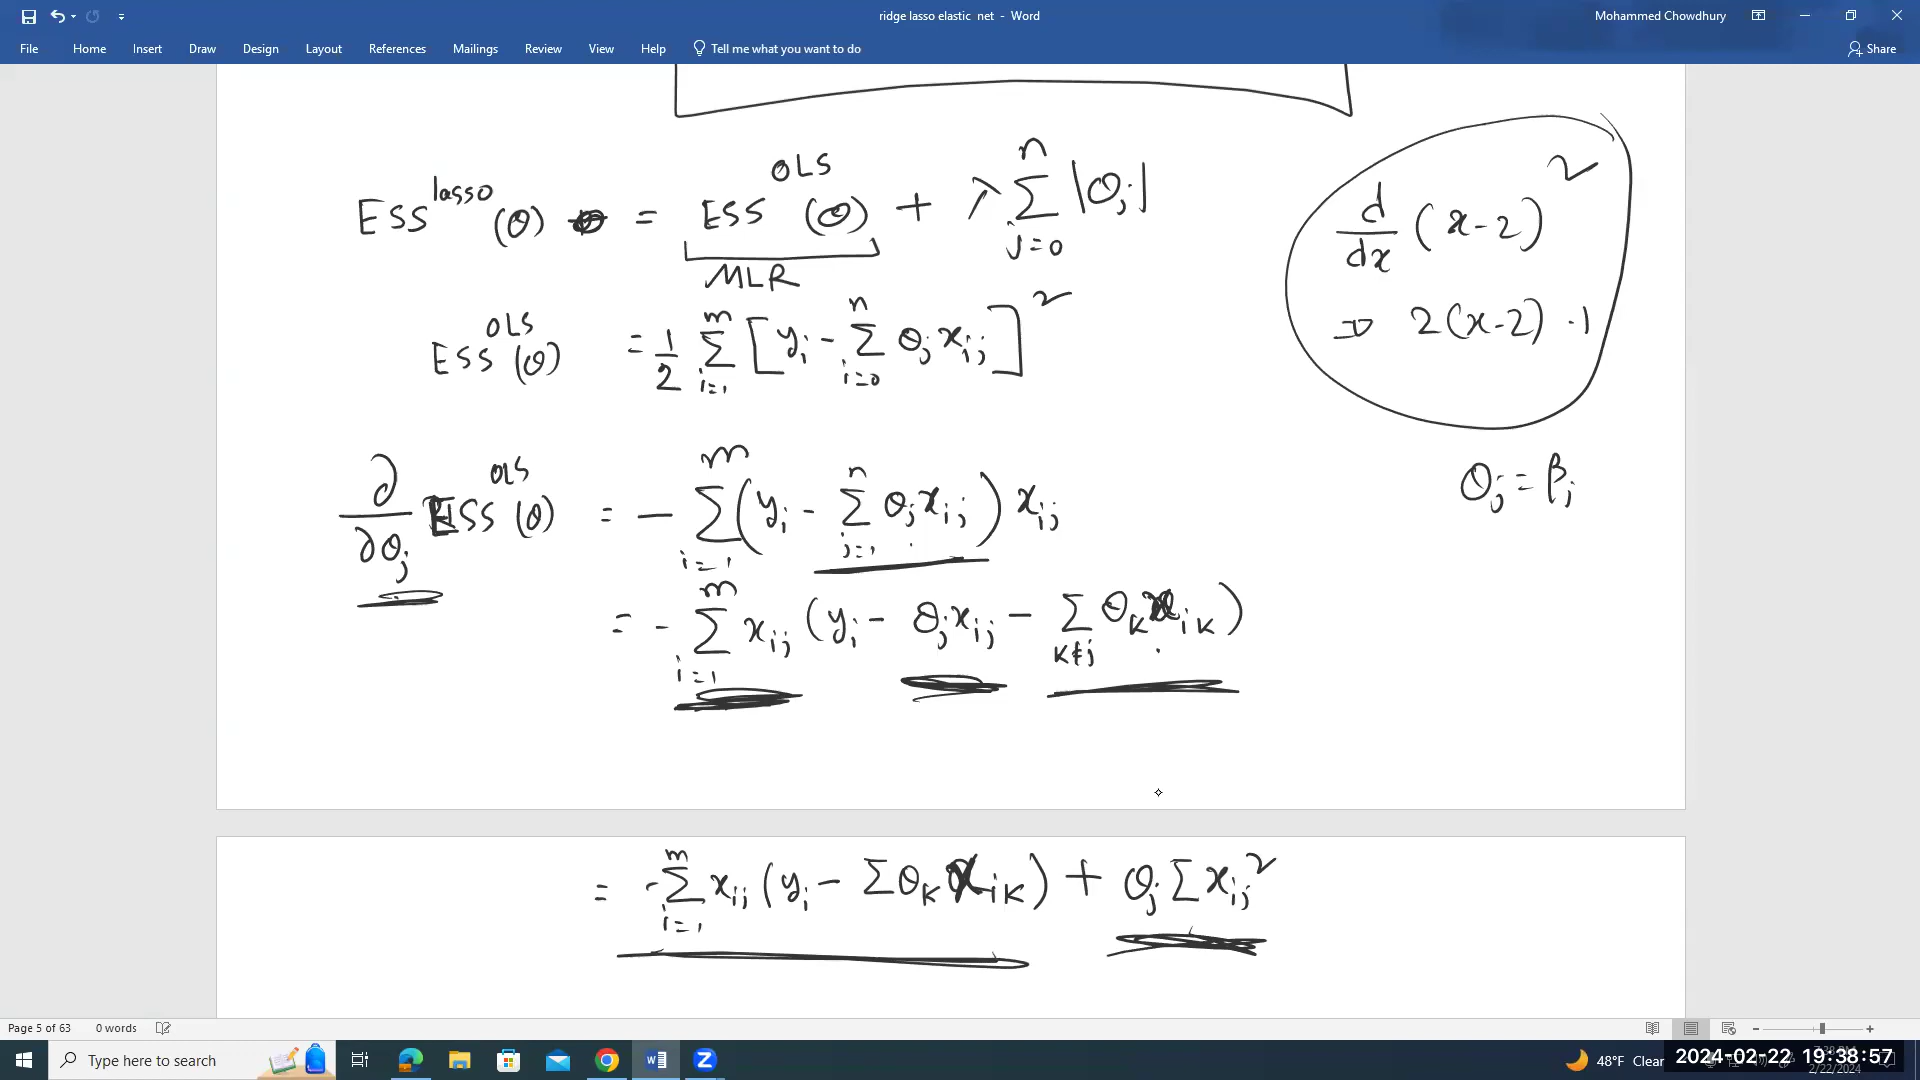 ridge lasso elastic net - Word
Mohammed Chowdhury
File Home Insert Draw Design Layout References Mailings Review View Help Tell me what you want to do Share
ESS^lasso (θ) = ESS^OLS (θ) + λ Σ_{j=0}^{n} |θ_j|
MLR
d/dx (x-2)^2
⇒ 2(x-2) · 1
ESS^OLS (θ) = 1/2 Σ_{i=1}^{m} [y_i - Σ_{i=0}^{n} θ_j x_ij]^2
∂/∂θ_j ESS^OLS (θ) = - Σ_{i=1}^{m} (y_i - Σ_{j=1}^{n} θ_j x_ij) x_ij
θ_j = β_j
= - Σ_{i=1}^{m} x_ij (y_i - θ_j x_ij - Σ_{k≠j} θ_k x_ik)
= - Σ_{i=1}^{m} x_ij (y_i - Σ θ_k x_ik) + θ_j Σ x_ij^2
Page 5 of 63 0 words
Type here to search
48°F Clear
2024-02-22 19:38:57
2/22/2024